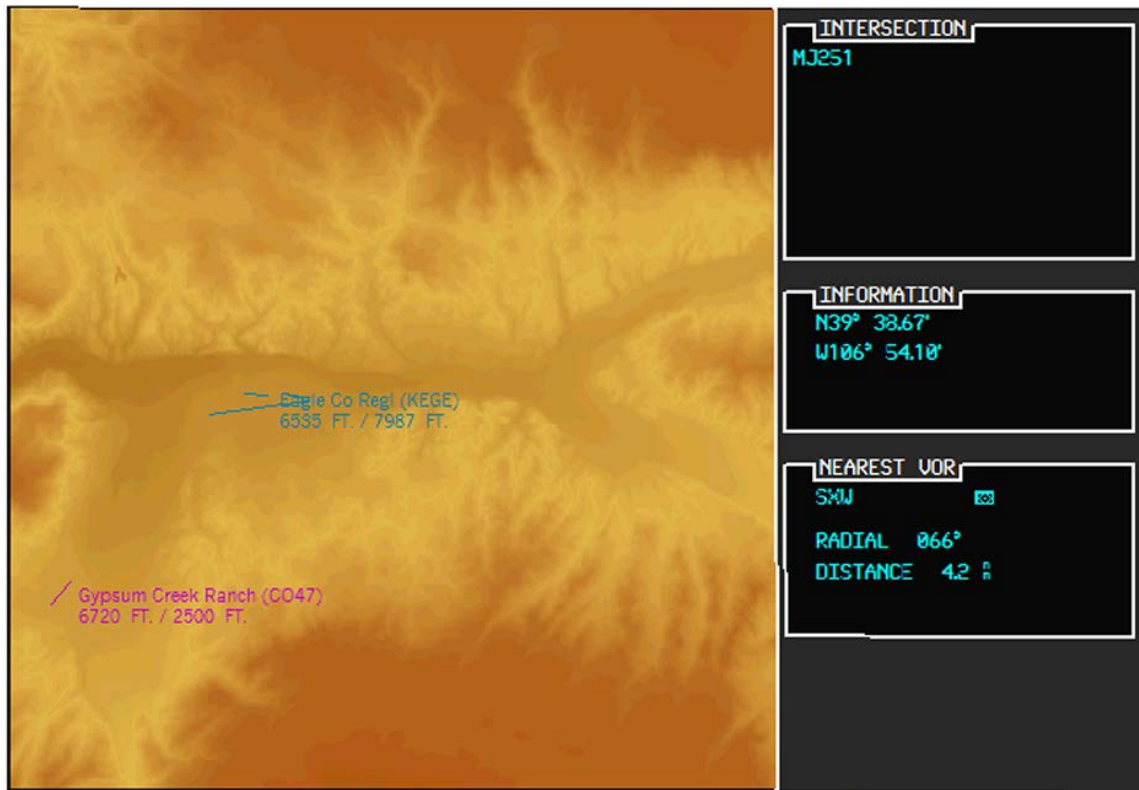 Eagle Co Regl (KEGE)
6535 FT. / 7987 FT.
Gypsum Creek Ranch (CO47)
6720 FT. / 2500 FT.
INTERSECTION
MJ251
INFORMATION
N39° 38.67'
W106° 54.10'
NEAREST VOR
SXW
RADIAL 066°
DISTANCE 4.2 n m